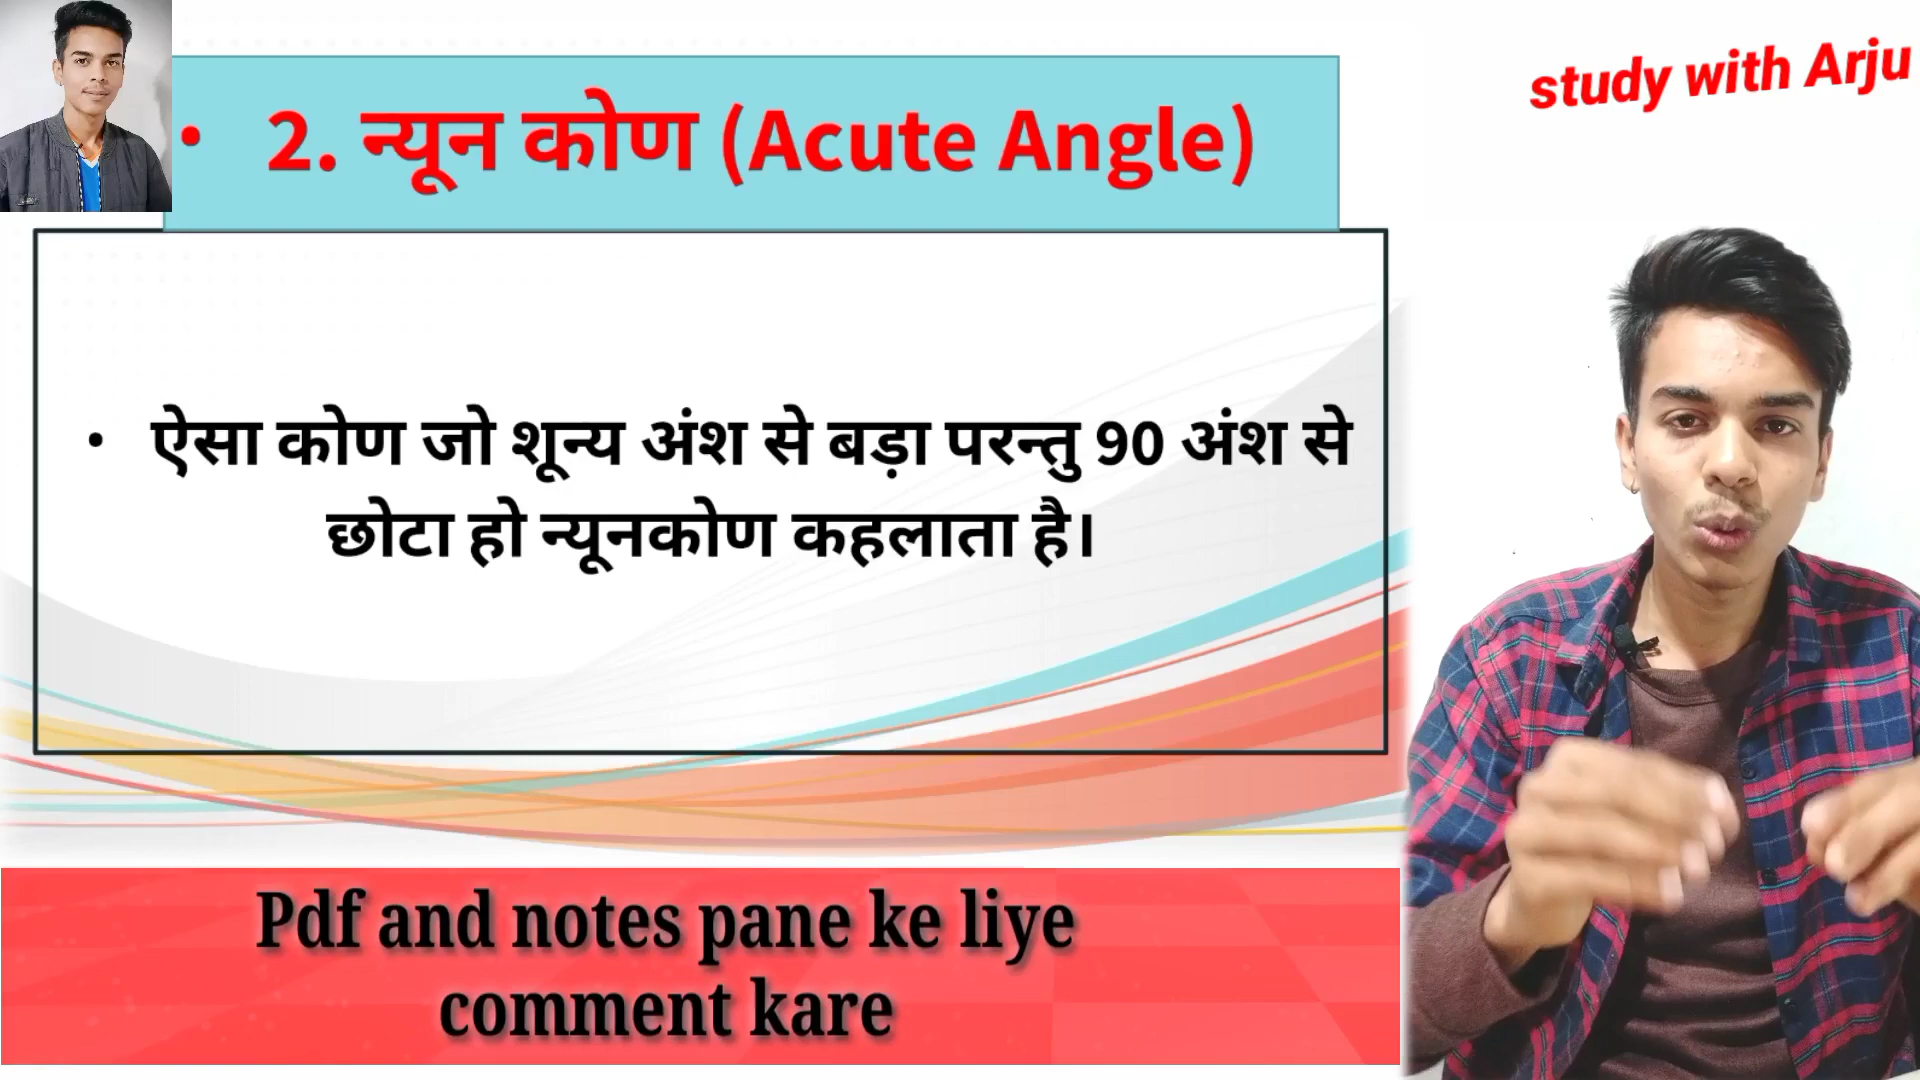 • 2. न्यून कोण (Acute Angle)
study with Arju
• ऐसा कोण जो शून्य अंश से बड़ा परन्तु 90 अंश से
छोटा हो न्यूनकोण कहलाता है।
Pdf and notes pane ke liye
comment kare